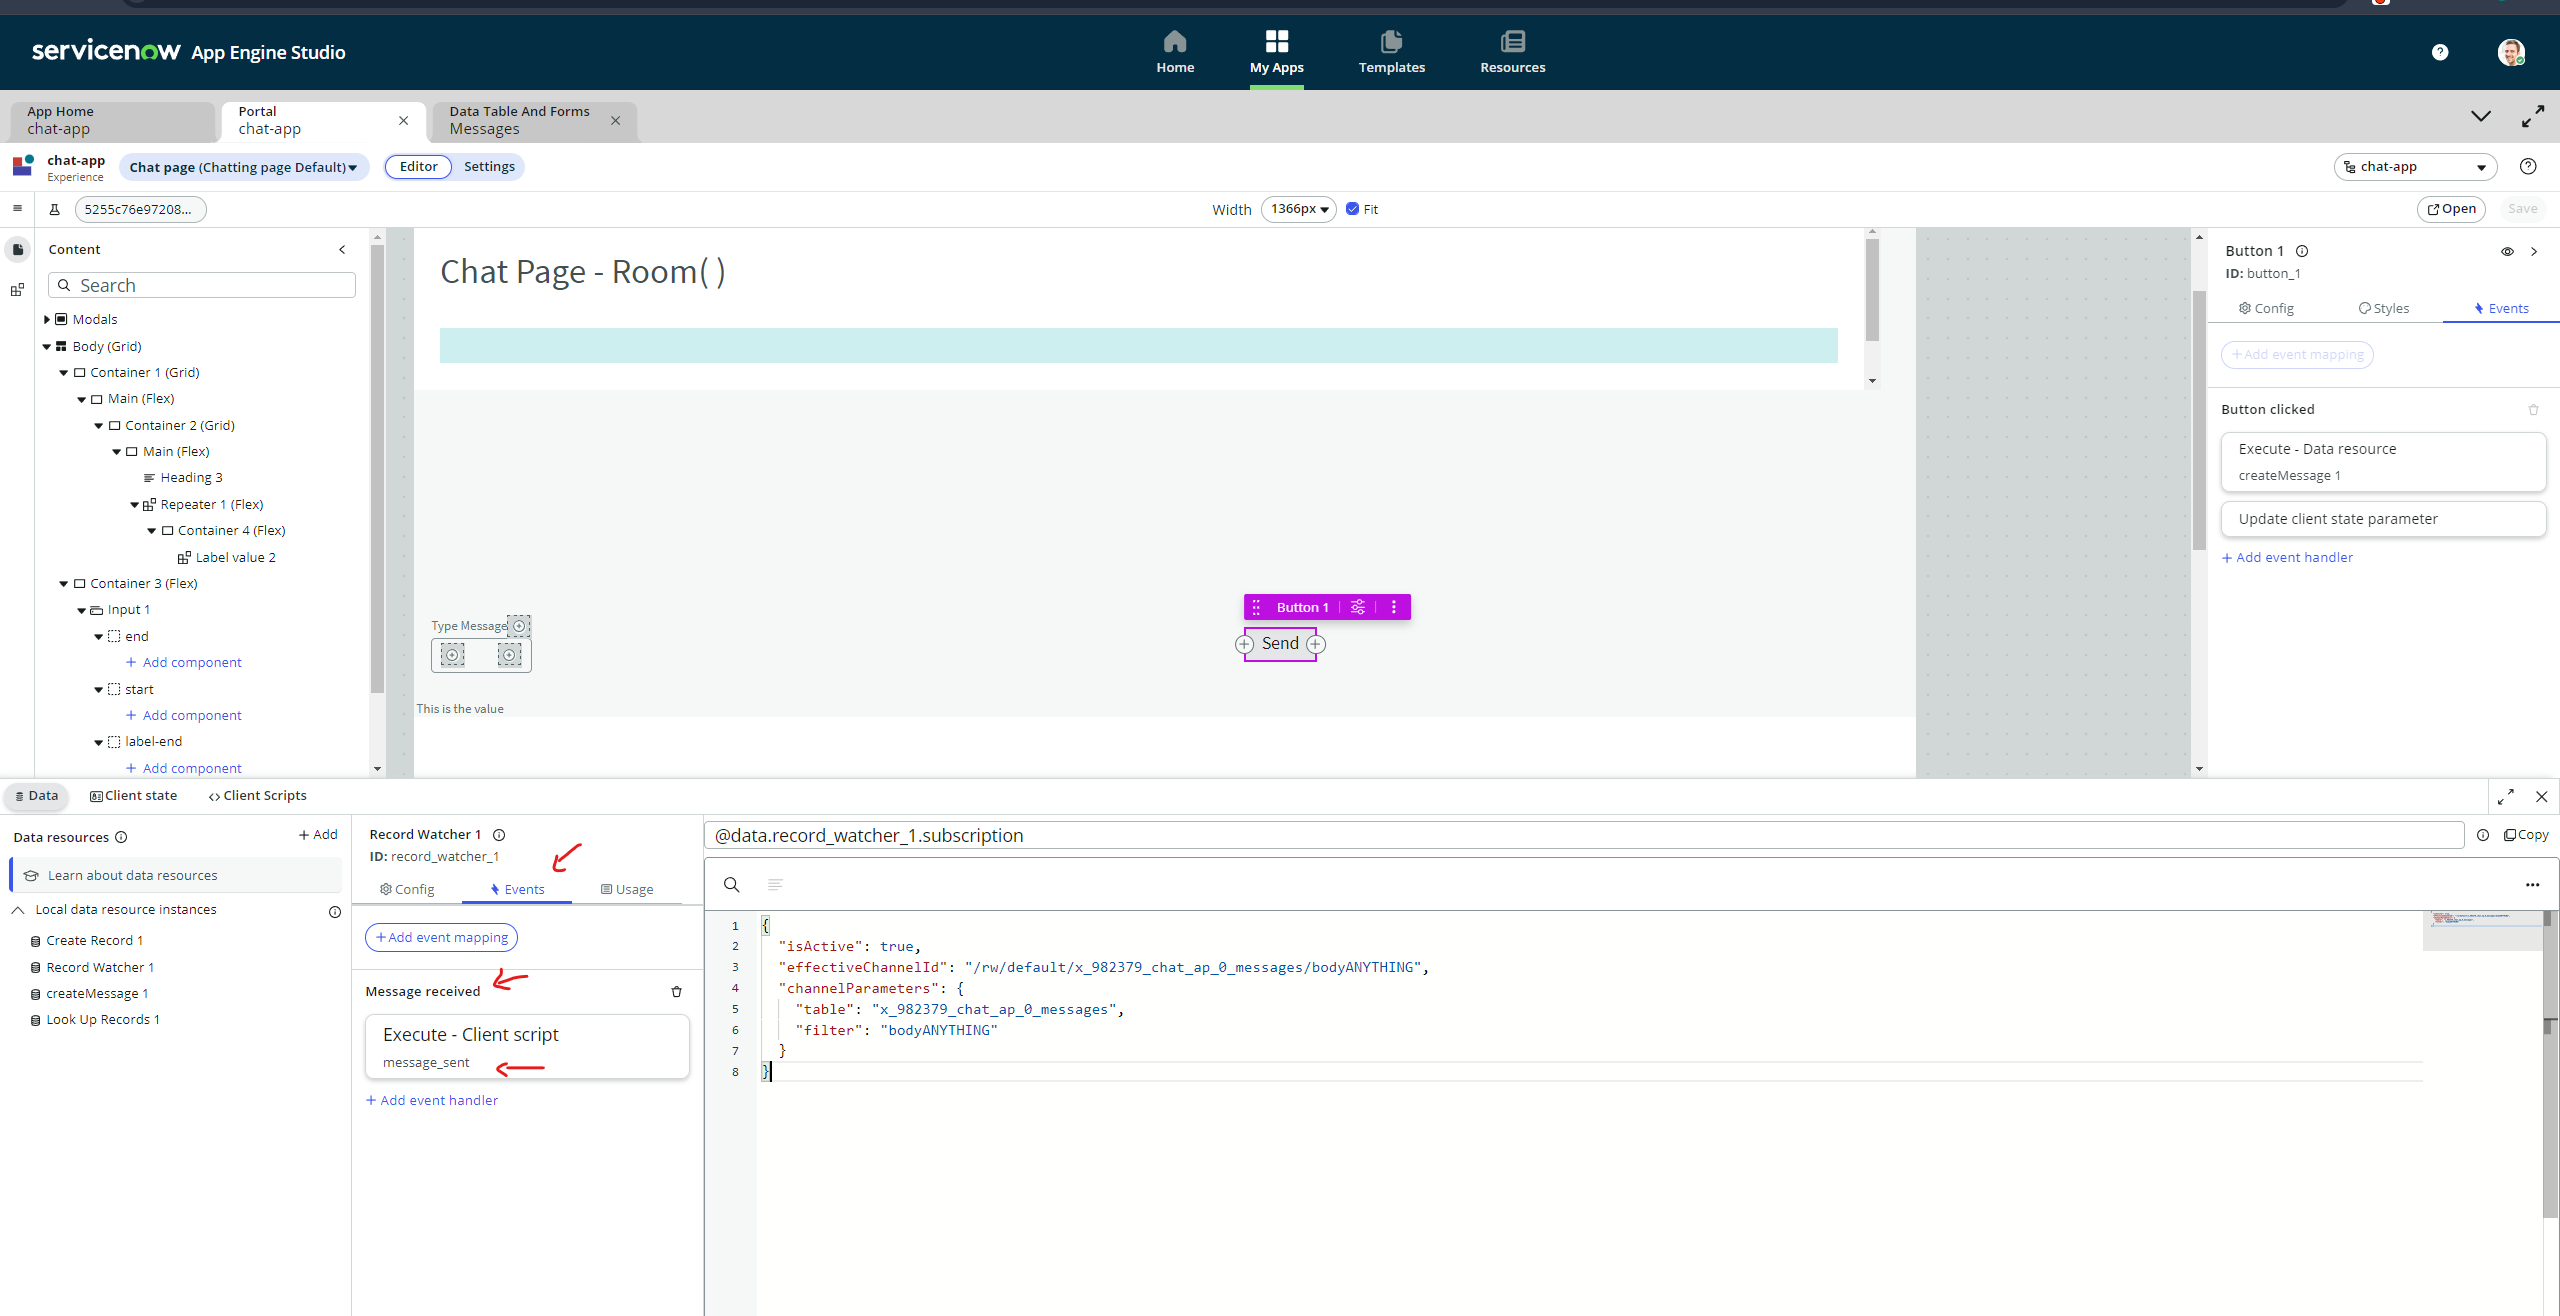 servicenow App Engine Studio
Home
My Apps
Templates
Resources
App Home
chat-app
Portal
chat-app
Data Table And Forms
Messages
chat-app
Experience
Chat page (Chatting page Default)
Editor
Settings
chat-app
5255c76e97208...
Width
1366px
Fit
Open
Save
Content
Search
Modals
Body (Grid)
Container 1 (Grid)
Main (Flex)
Container 2 (Grid)
Main (Flex)
Heading 3
Repeater 1 (Flex)
Container 4 (Flex)
Label value 2
Container 3 (Flex)
Input 1
end
+ Add component
start
+ Add component
label-end
+ Add component
Chat Page - Room( )
Button 1
Send
Type Message
This is the value
Button 1
ID: button_1
Config
Styles
Events
+ Add event mapping
Button clicked
Execute - Data resource
createMessage 1
Update client state parameter
+ Add event handler
Data
Client state
Client Scripts
Data resources
+ Add
Learn about data resources
Local data resource instances
Create Record 1
Record Watcher 1
createMessage 1
Look Up Records 1
Record Watcher 1
ID: record_watcher_1
Config
Events
Usage
+ Add event mapping
Message received
Execute - Client script
message_sent
+ Add event handler
@data.record_watcher_1.subscription
Copy
1 {
2 "isActive": true,
3 "effectiveChannelId": "/rw/default/x_982379_chat_ap_0_messages/bodyANYTHING",
4 "channelParameters": {
5 "table": "x_982379_chat_ap_0_messages",
6 "filter": "bodyANYTHING"
7 }
8 }